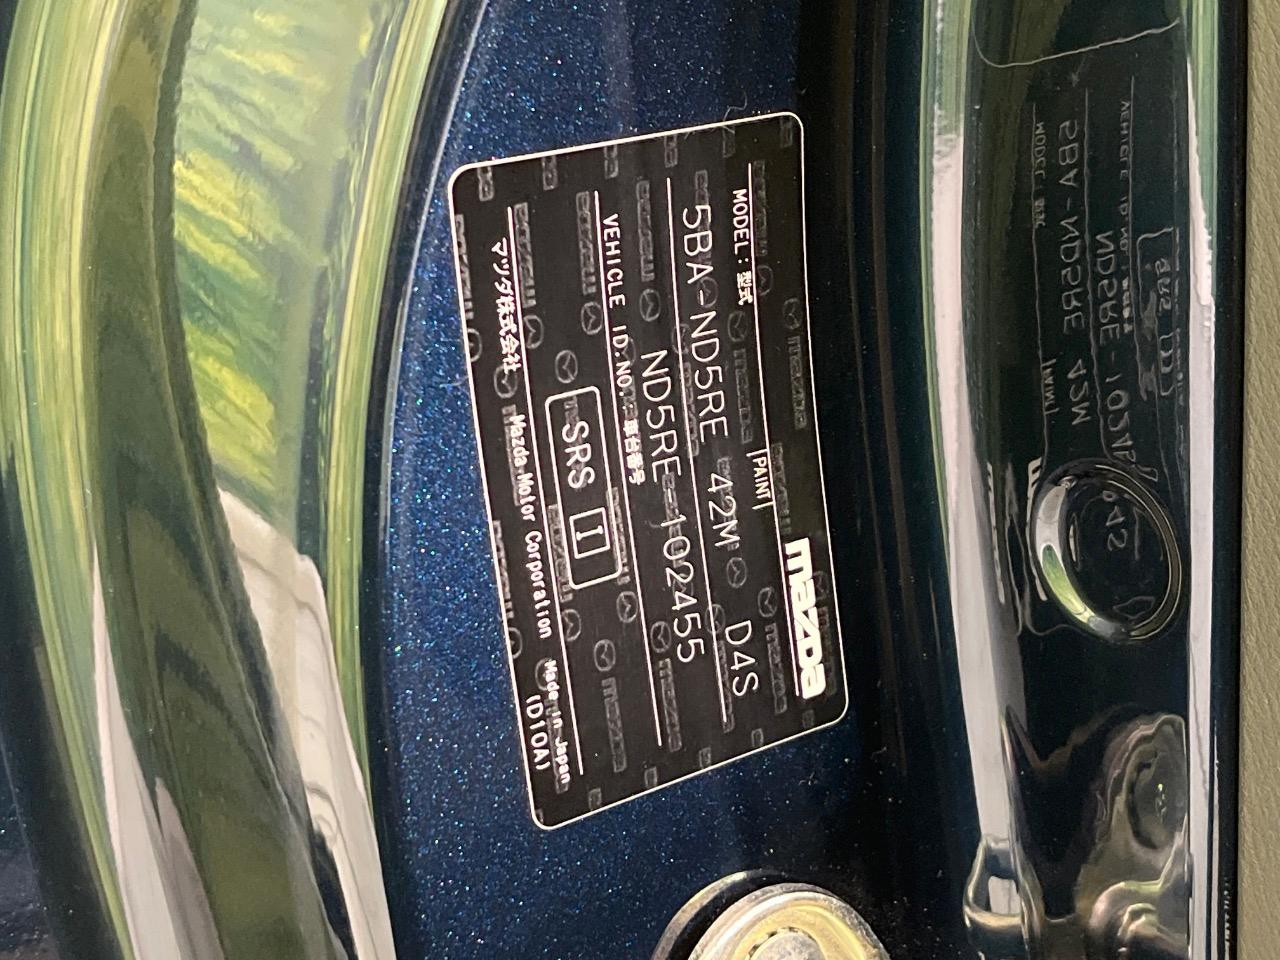 mazda
MODEL:型式
PAINT
5BA-ND5RE 42M D4S
VEHICLE ID:NO.:車台番号
ND5RE-102455
SRS I
マツダ株式会社 Mazda Motor Corporation Made in Japan
(D10A)